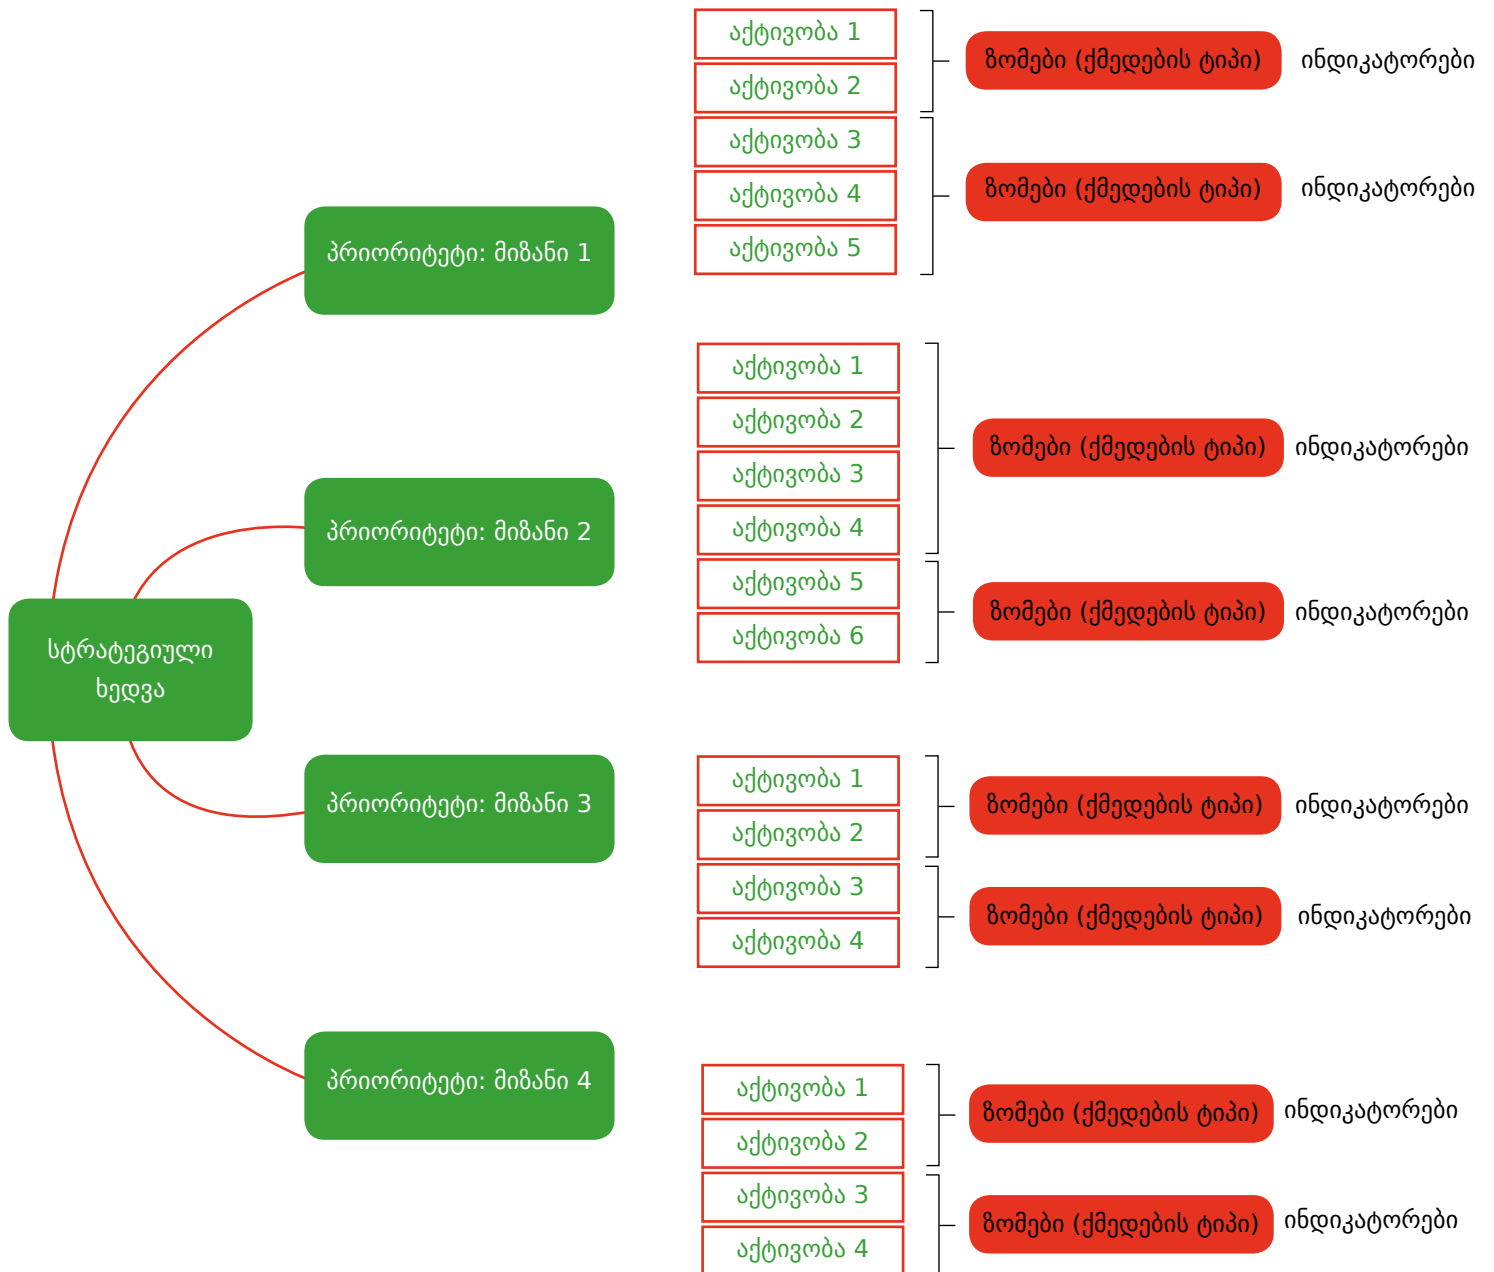 სტრატეგიული
ხედვა
პრიორიტეტი: მიზანი 1
აქტივობა 1
აქტივობა 2
აქტივობა 3
აქტივობა 4
აქტივობა 5
ზომები (ქმედების ტიპი)
ინდიკატორები
ზომები (ქმედების ტიპი)
ინდიკატორები
პრიორიტეტი: მიზანი 2
აქტივობა 1
აქტივობა 2
აქტივობა 3
აქტივობა 4
აქტივობა 5
აქტივობა 6
ზომები (ქმედების ტიპი)
ინდიკატორები
ზომები (ქმედების ტიპი)
ინდიკატორები
პრიორიტეტი: მიზანი 3
აქტივობა 1
აქტივობა 2
აქტივობა 3
აქტივობა 4
ზომები (ქმედების ტიპი)
ინდიკატორები
ზომები (ქმედების ტიპი)
ინდიკატორები
პრიორიტეტი: მიზანი 4
აქტივობა 1
აქტივობა 2
აქტივობა 3
აქტივობა 4
ზომები (ქმედების ტიპი)
ინდიკატორები
ზომები (ქმედების ტიპი)
ინდიკატორები